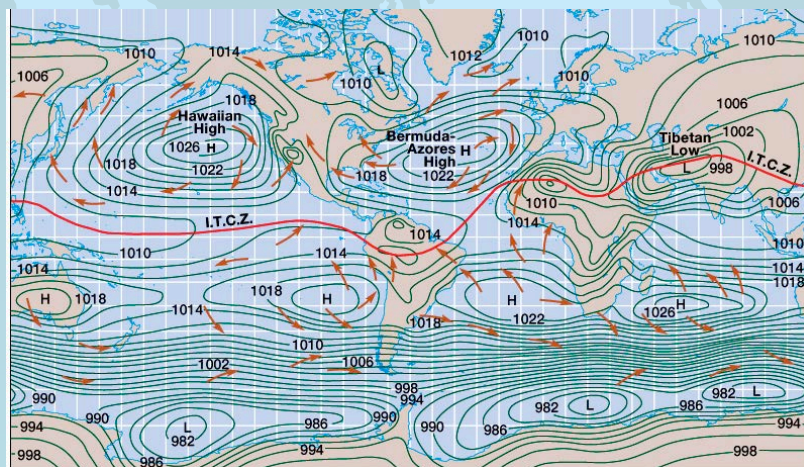 1010
1014
1012
1010
1010
1006
L
1010
1010
1018
1006
Hawaiian
High
1026 H
Bermuda-
Azores
High
H
1002
Tibetan
Low
L
998
I.T.C.Z.
1018
1022
1018
1022
1014
1010
1006
I.T.C.Z.
1014
1014
1010
1014
1010
1014
1014
1018
H
1018
1018
H
H
H
1014
1018
1022
1026
1010
1002
1006
998
990
994
982
L
982
L
990
986
990
990
986
986
994
L
982
994
998
986
994
998